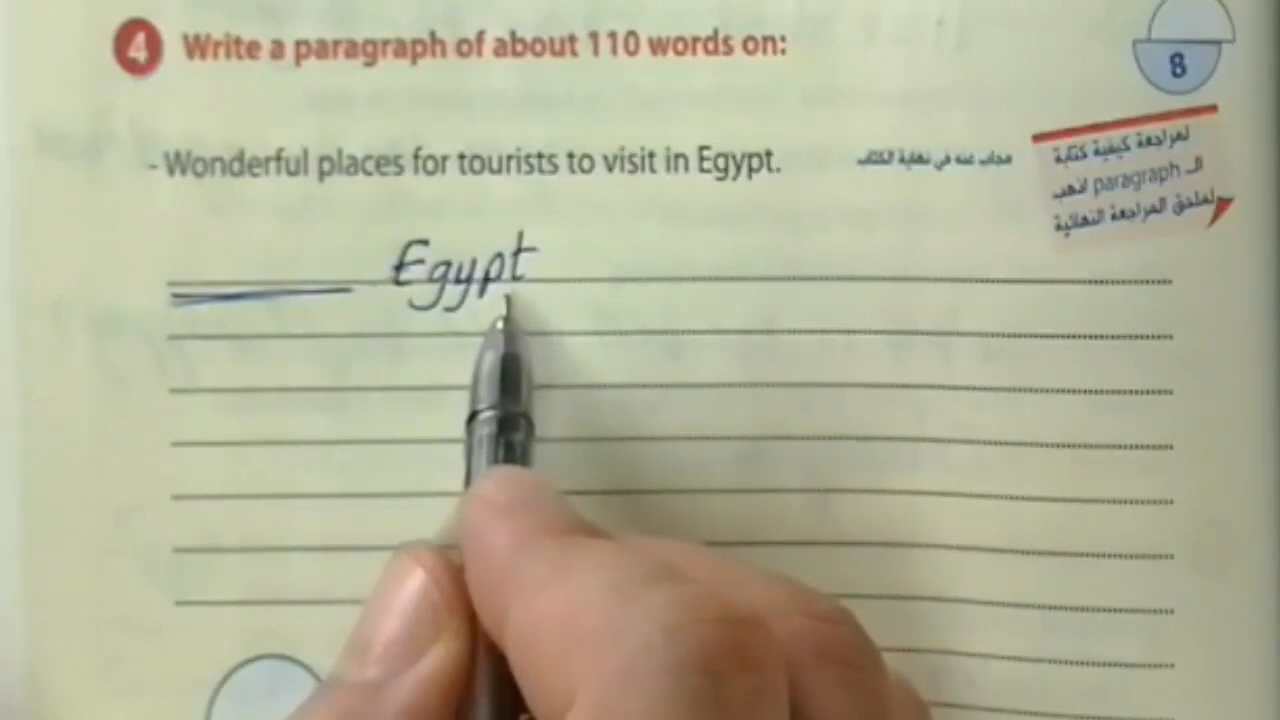 4 Write a paragraph of about 110 words on:
8
- Wonderful places for tourists to visit in Egypt.
مجاب عنه في نهاية الكتاب
لمراجعة كيفية كتابة
الـ paragraph اذهب
لملحق المراجعة النهائية
Egypt